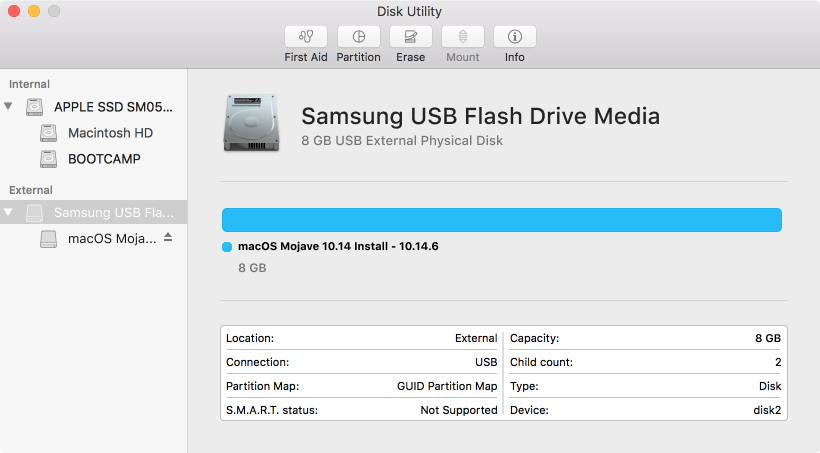 Disk Utility
First Aid Partition Erase Mount Info
Internal
APPLE SSD SM05...
Macintosh HD
BOOTCAMP
External
Samsung USB Fla...
macOS Moja...
Samsung USB Flash Drive Media
8 GB USB External Physical Disk
macOS Mojave 10.14 Install - 10.14.6
8 GB
Location: External Capacity: 8 GB
Connection: USB Child count: 2
Partition Map: GUID Partition Map Type: Disk
S.M.A.R.T. status: Not Supported Device: disk2